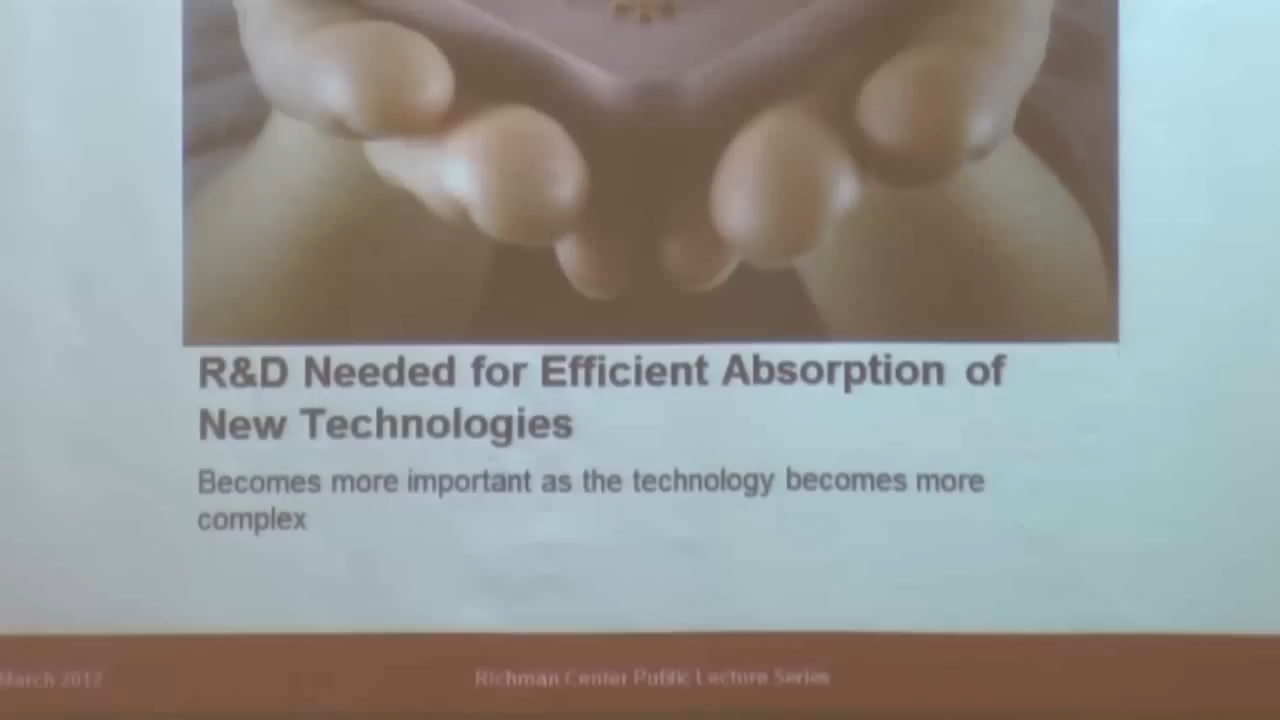 R&D Needed for Efficient Absorption of
New Technologies
Becomes more important as the technology becomes more
complex
March 2012
Richman Center Public Lecture Series